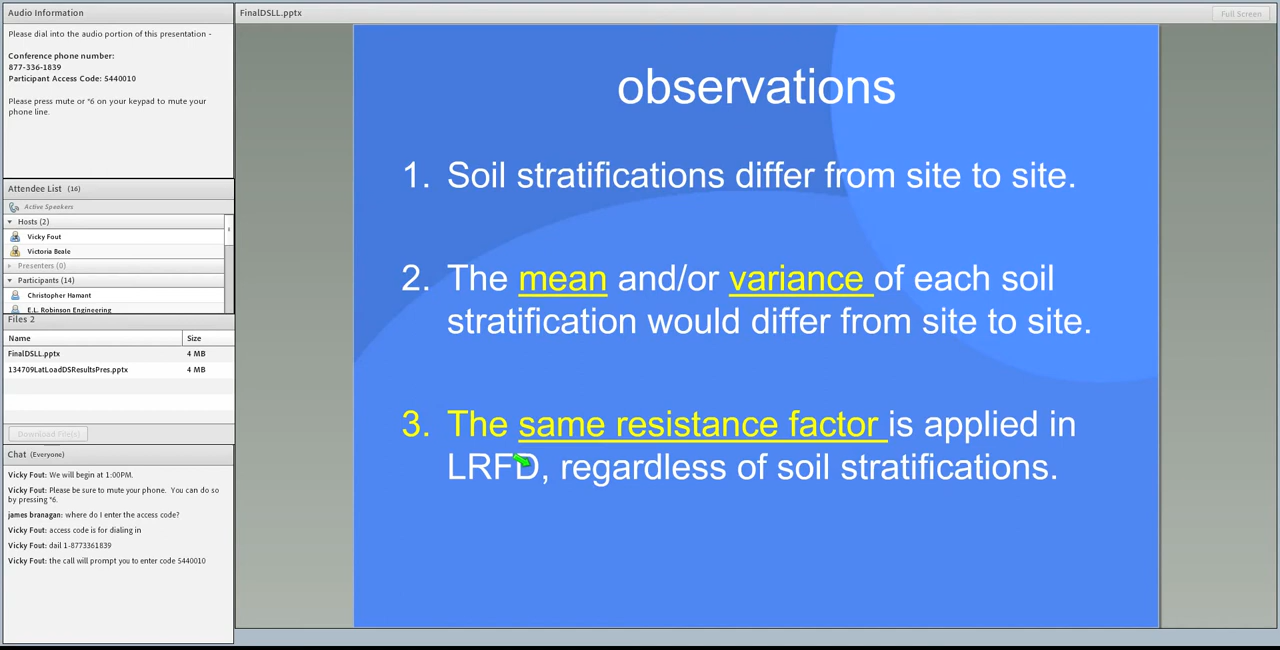 Audio Information
Please dial into the audio portion of this presentation -
Conference phone number:
877-336-1839
Participant Access Code: 5440010
Please press mute or *6 on your keypad to mute your
phone line.
Attendee List (16)
Active Speakers
Hosts (2)
Vicky Fout
Victoria Beale
Presenters (0)
Participants (14)
Christopher Hamant
E.L. Robinson Engineering
Files 2
Name Size
FinalDSLL.pptx 4 MB
134709LatLoadDSResultsPres.pptx 4 MB
Download File(s)
Chat (Everyone)
Vicky Fout: We will begin at 1:00PM.
Vicky Fout: Please be sure to mute your phone. You can do so
by pressing *6.
james branagan: where do I enter the access code?
Vicky Fout: access code is for dialing in
Vicky Fout: dail 1-8773361839
Vicky Fout: the call will prompt you to enter code 5440010
FinalDSLL.pptx
Full Screen
observations
1. Soil stratifications differ from site to site.
2. The mean and/or variance of each soil
stratification would differ from site to site.
3. The same resistance factor is applied in
LRFD, regardless of soil stratifications.